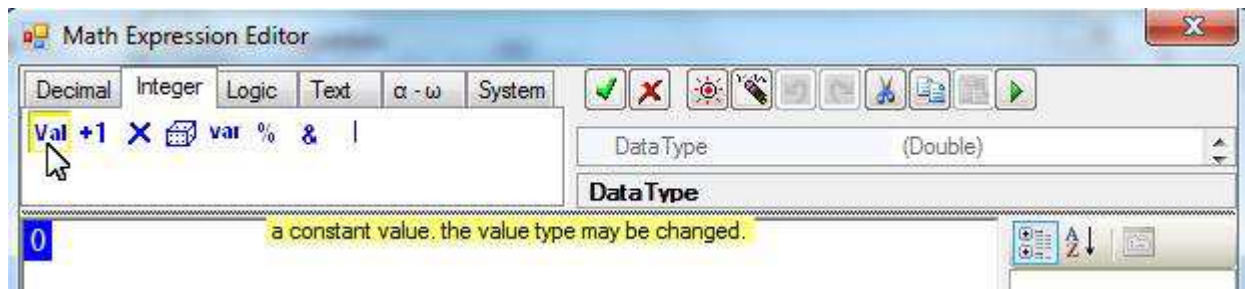 Math Expression Editor
Decimal Integer Logic Text α - ω System
Val +1 X var % & |
DataType (Double)
DataType
0 a constant value. the value type may be changed.
A
Z